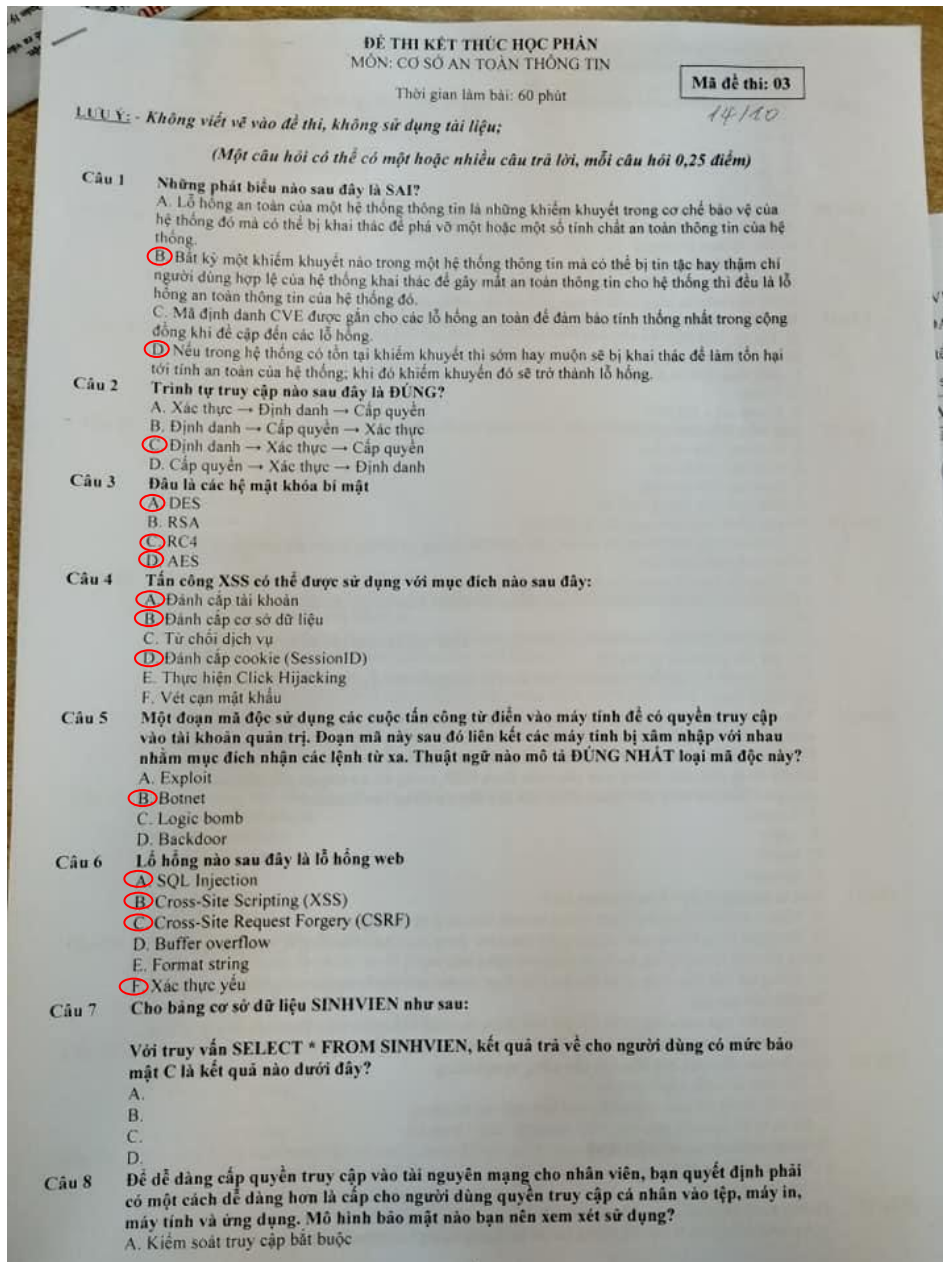 ĐỀ THI KẾT THÚC HỌC PHẦN
MÔN: CƠ SỞ AN TOÀN THÔNG TIN
Thời gian làm bài: 60 phút
Mã đề thi: 03
14/10
LƯU Ý: - Không viết vẽ vào đề thi, không sử dụng tài liệu;
(Một câu hỏi có thể có một hoặc nhiều câu trả lời, mỗi câu hỏi 0,25 điểm)
Câu 1 Những phát biểu nào sau đây là SAI?
A. Lỗ hổng an toàn của một hệ thống thông tin là những khiếm khuyết trong cơ chế bảo vệ của
hệ thống đó mà có thể bị khai thác để phá vỡ một hoặc một số tính chất an toàn thông tin của hệ
thống.
B. Bất kỳ một khiếm khuyết nào trong một hệ thống thông tin mà có thể bị tin tặc hay thậm chí
người dùng hợp lệ của hệ thống khai thác để gây mất an toàn thông tin cho hệ thống thì đều là lỗ
hổng an toàn thông tin của hệ thống đó.
C. Mã định danh CVE được gắn cho các lỗ hổng an toàn để đảm bảo tính thống nhất trong cộng
đồng khi đề cập đến các lỗ hổng.
D. Nếu trong hệ thống có tồn tại khiếm khuyết thì sớm hay muộn sẽ bị khai thác để làm tổn hại
tới tính an toàn của hệ thống; khi đó khiếm khuyến đó sẽ trở thành lỗ hổng.
Câu 2 Trình tự truy cập nào sau đây là ĐÚNG?
A. Xác thực → Định danh → Cấp quyền
B. Định danh → Cấp quyền → Xác thực
C. Định danh → Xác thực → Cấp quyền
D. Cấp quyền → Xác thực → Định danh
Câu 3 Đâu là các hệ mật khóa bí mật
A. DES
B. RSA
C. RC4
D. AES
Câu 4 Tấn công XSS có thể được sử dụng với mục đích nào sau đây:
A. Đánh cắp tài khoản
B. Đánh cắp cơ sở dữ liệu
C. Từ chối dịch vụ
D. Đánh cắp cookie (SessionID)
E. Thực hiện Click Hijacking
F. Vét cạn mật khẩu
Câu 5 Một đoạn mã độc sử dụng các cuộc tấn công từ điển vào máy tính để có quyền truy cập
vào tài khoản quản trị. Đoạn mã này sau đó liên kết các máy tính bị xâm nhập với nhau
nhằm mục đích nhận các lệnh từ xa. Thuật ngữ nào mô tả ĐÚNG NHẤT loại mã độc này?
A. Exploit
B. Botnet
C. Logic bomb
D. Backdoor
Câu 6 Lỗ hổng nào sau đây là lỗ hổng web
A. SQL Injection
B. Cross-Site Scripting (XSS)
C. Cross-Site Request Forgery (CSRF)
D. Buffer overflow
E. Format string
F. Xác thực yếu
Câu 7 Cho bảng cơ sở dữ liệu SINHVIEN như sau:
Với truy vấn SELECT * FROM SINHVIEN, kết quả trả về cho người dùng có mức bảo
mật C là kết quả nào dưới đây?
A.
B.
C.
D.
Câu 8 Để dễ dàng cấp quyền truy cập vào tài nguyên mạng cho nhân viên, bạn quyết định phải
có một cách dễ dàng hơn là cấp cho người dùng quyền truy cập cá nhân vào tệp, máy in,
máy tính và ứng dụng. Mô hình bảo mật nào bạn nên xem xét sử dụng?
A. Kiểm soát truy cập bắt buộc